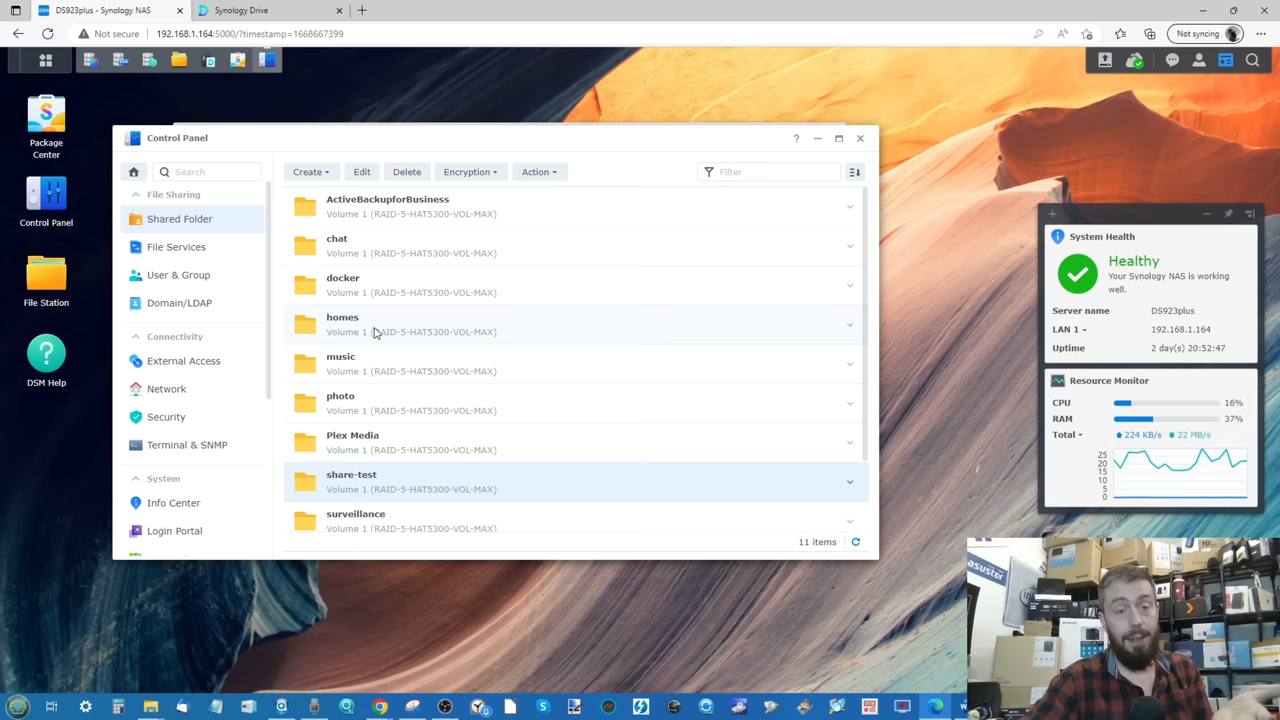 DS923plus - Synology NAS
Synology Drive
Not secure
192.168.1.164:5000/?timestamp=1668667399
Not syncing
Package
Center
Control Panel
File Station
DSM Help
Control Panel
Search
File Sharing
Shared Folder
File Services
User & Group
Domain/LDAP
Connectivity
External Access
Network
Security
Terminal & SNMP
System
Info Center
Login Portal
Create
Edit
Delete
Encryption
Action
Filter
ActiveBackupforBusiness
Volume 1 (RAID-5-HAT5300-VOL-MAX)
chat
Volume 1 (RAID-5-HAT5300-VOL-MAX)
docker
Volume 1 (RAID-5-HAT5300-VOL-MAX)
homes
Volume 1 (RAID-5-HAT5300-VOL-MAX)
music
Volume 1 (RAID-5-HAT5300-VOL-MAX)
photo
Volume 1 (RAID-5-HAT5300-VOL-MAX)
Plex Media
Volume 1 (RAID-5-HAT5300-VOL-MAX)
share-test
Volume 1 (RAID-5-HAT5300-VOL-MAX)
surveillance
Volume 1 (RAID-5-HAT5300-VOL-MAX)
11 items
System Health
Healthy
Your Synology NAS is working
well.
Server name DS923plus
LAN 1 192.168.1.164
Uptime 2 day(s) 20:52:47
Resource Monitor
CPU 16%
RAM 37%
Total 224 KB/s 22 MB/s
25
20
15
10
5
0
asustor